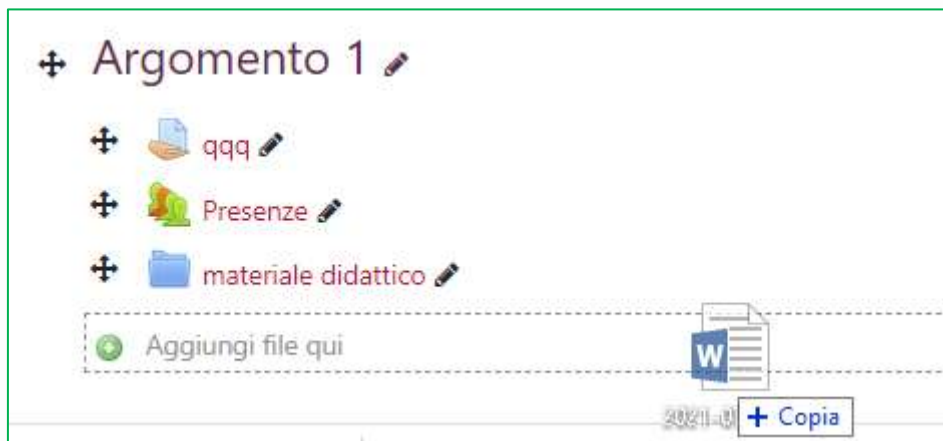 Argomento 1
qqq
Presenze
materiale didattico
Aggiungi file qui
W
Copia